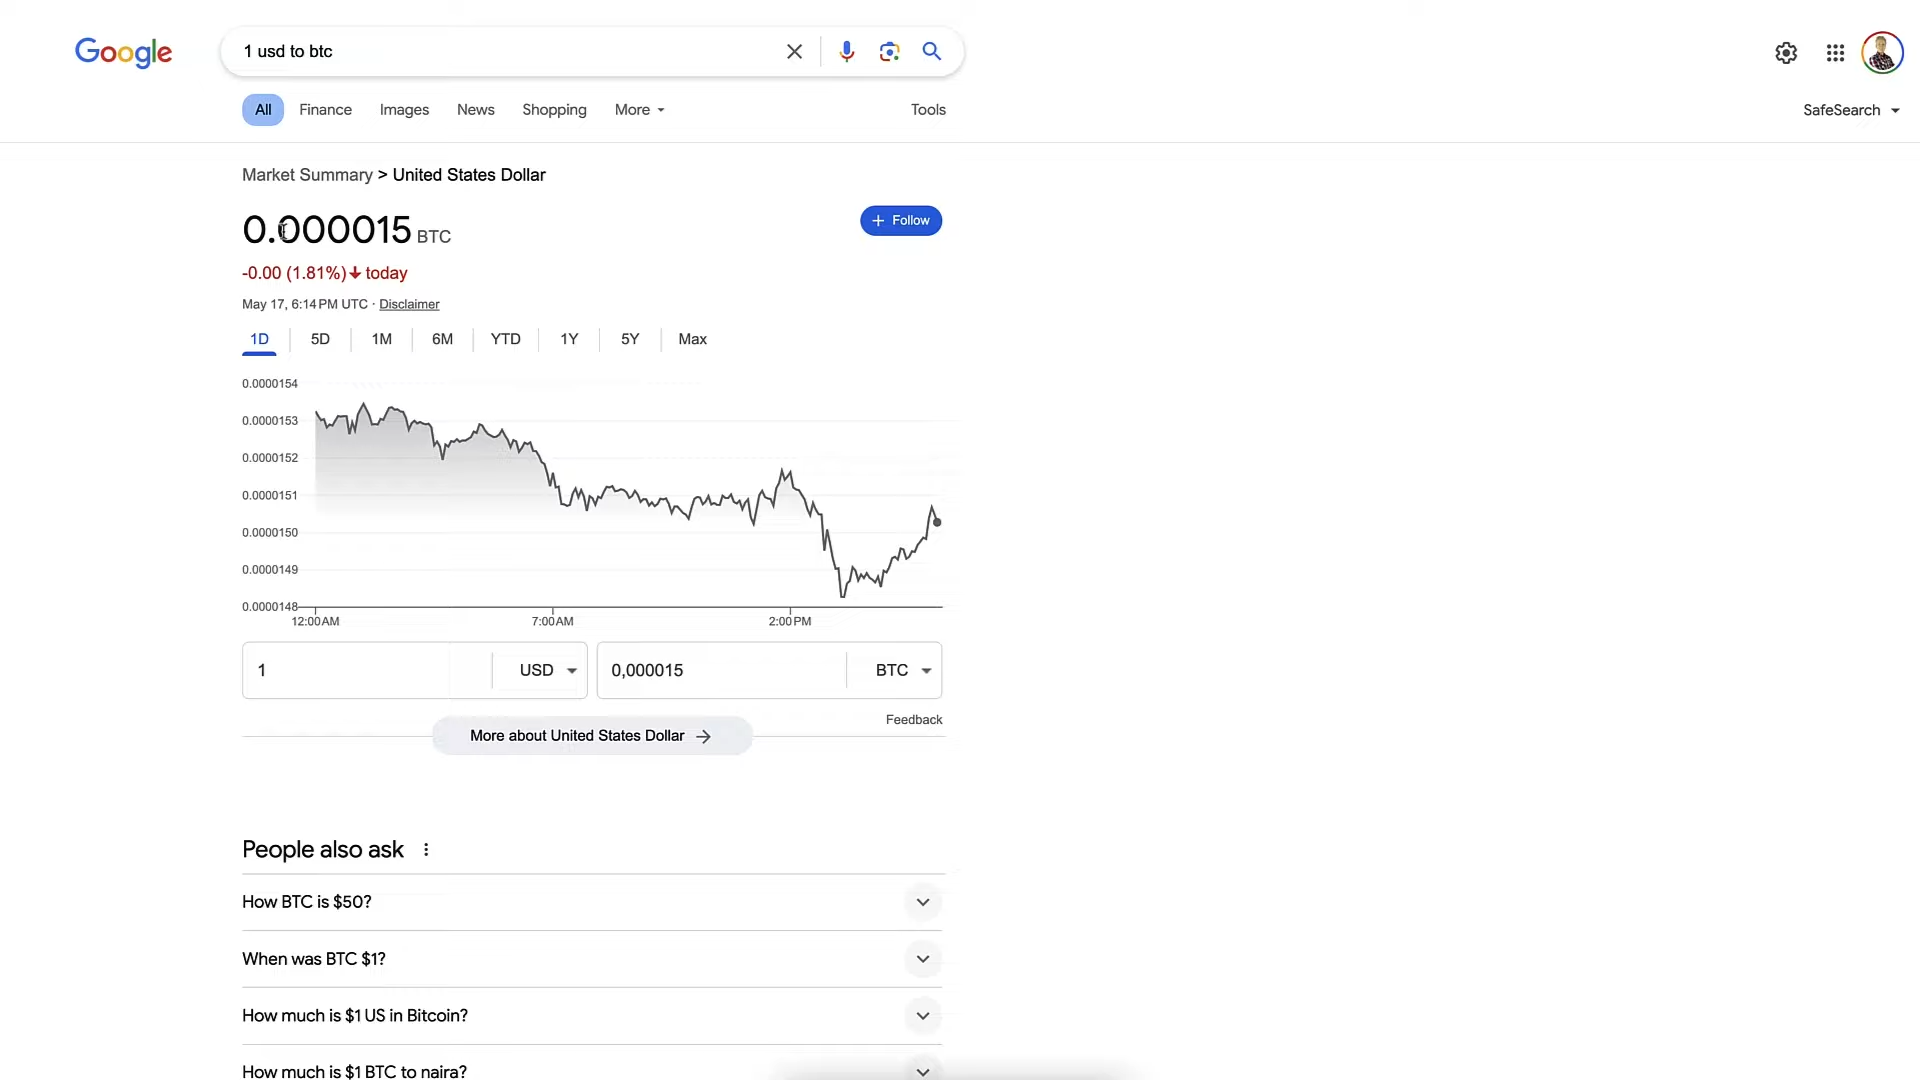 Google
1 usd to btc
All Finance Images News Shopping More Tools SafeSearch
Market Summary > United States Dollar
0.000015 BTC
+ Follow
-0.00 (1.81%) ↓ today
May 17, 6:14 PM UTC · Disclaimer
1D 5D 1M 6M YTD 1Y 5Y Max
0.0000154
0.0000153
0.0000152
0.0000151
0.0000150
0.0000149
0.0000148
12:00 AM 7:00 AM 2:00 PM
1 USD 0,000015 BTC
Feedback
More about United States Dollar →
People also ask
How BTC is $50?
When was BTC $1?
How much is $1 US in Bitcoin?
How much is $1 BTC to naira?